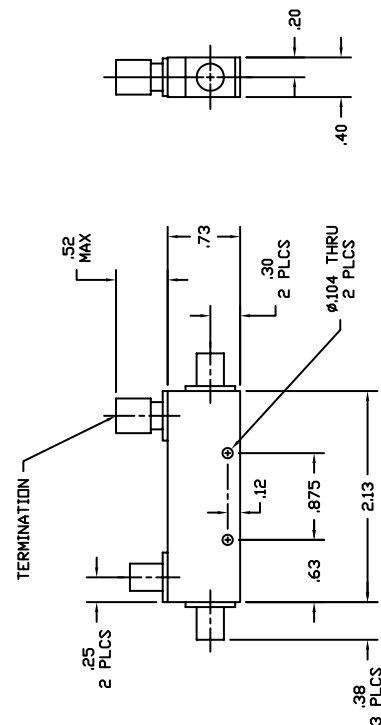 .20
.40
.52
MAX
.73
.30
2 PLCS
ø.104 THRU
2 PLCS
TERMINATION
.12
.875
2.13
.63
.25
2 PLCS
.38
3 PLCS